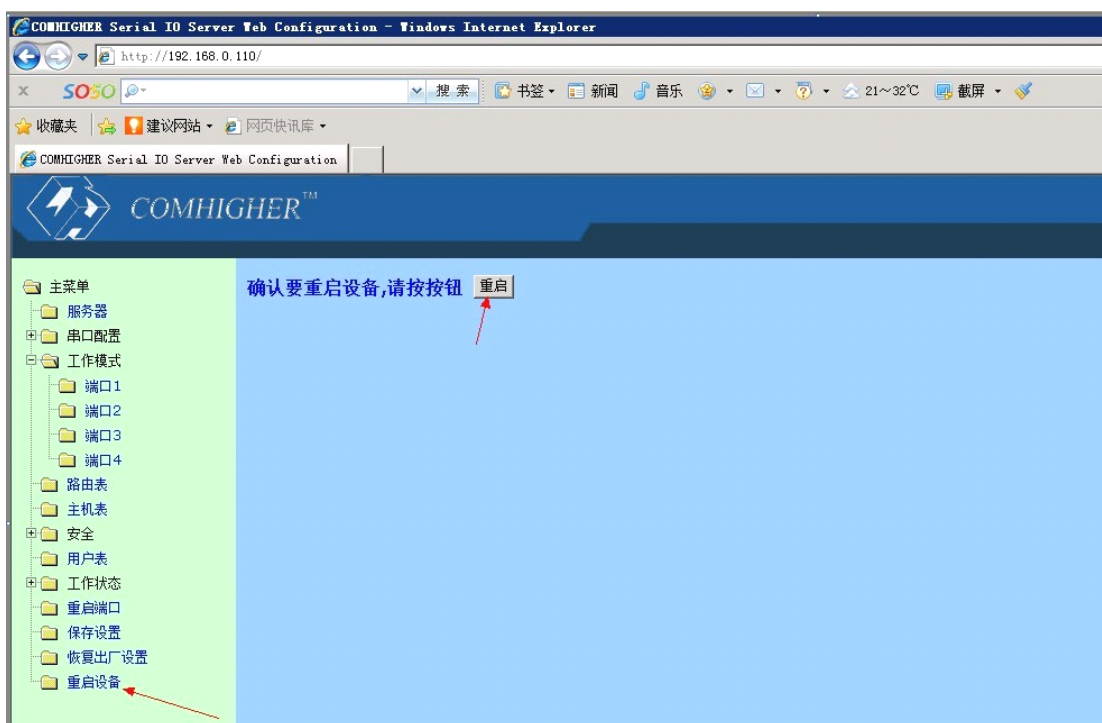 COMHIGHER Serial IO Server Web Configuration - Windows Internet Explorer
http://192.168.0.110/
x SOSO 搜 索 书签 新闻 音乐 21~32℃ 截屏
收藏夹 建议网站 网页快讯库
COMHIGHER Serial IO Server Web Configuration
COMHIGHER™
主菜单
确认要重启设备,请按按钮 重启
服务器
串口配置
工作模式
端口1
端口2
端口3
端口4
路由表
主机表
安全
用户表
工作状态
重启端口
保存设置
恢复出厂设置
重启设备